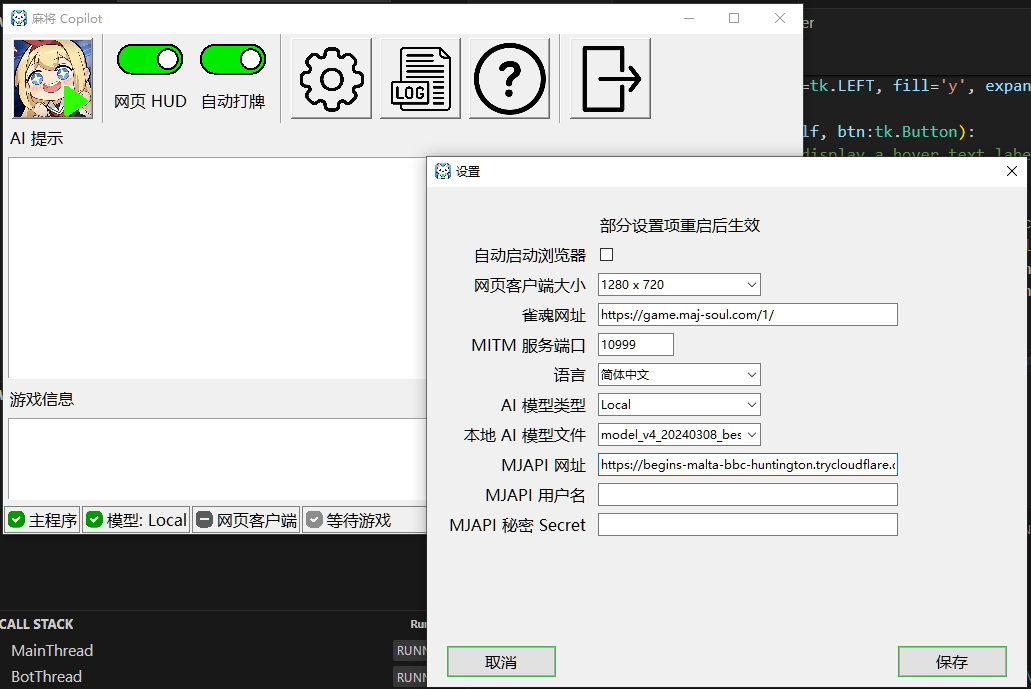 麻将 Copilot
er
网页 HUD
自动打牌
LOG
?
=tk.LEFT, fill='y', expan
lf, btn:tk.Button):
display a hover text labe
AI 提示
设置
部分设置项重启后生效
自动启动浏览器
网页客户端大小 1280 x 720
雀魂网址 https://game.maj-soul.com/1/
MITM 服务端口 10999
语言 简体中文
AI 模型类型 Local
本地 AI 模型文件 model_v4_20240308_bes
MJAPI 网址 https://begins-malta-bbc-huntington.trycloudflare.c
MJAPI 用户名
MJAPI 秘密 Secret
取消
保存
游戏信息
主程序
模型: Local
网页客户端
等待游戏
CALL STACK
Ru
MainThread
RUNN
BotThread
RUNN